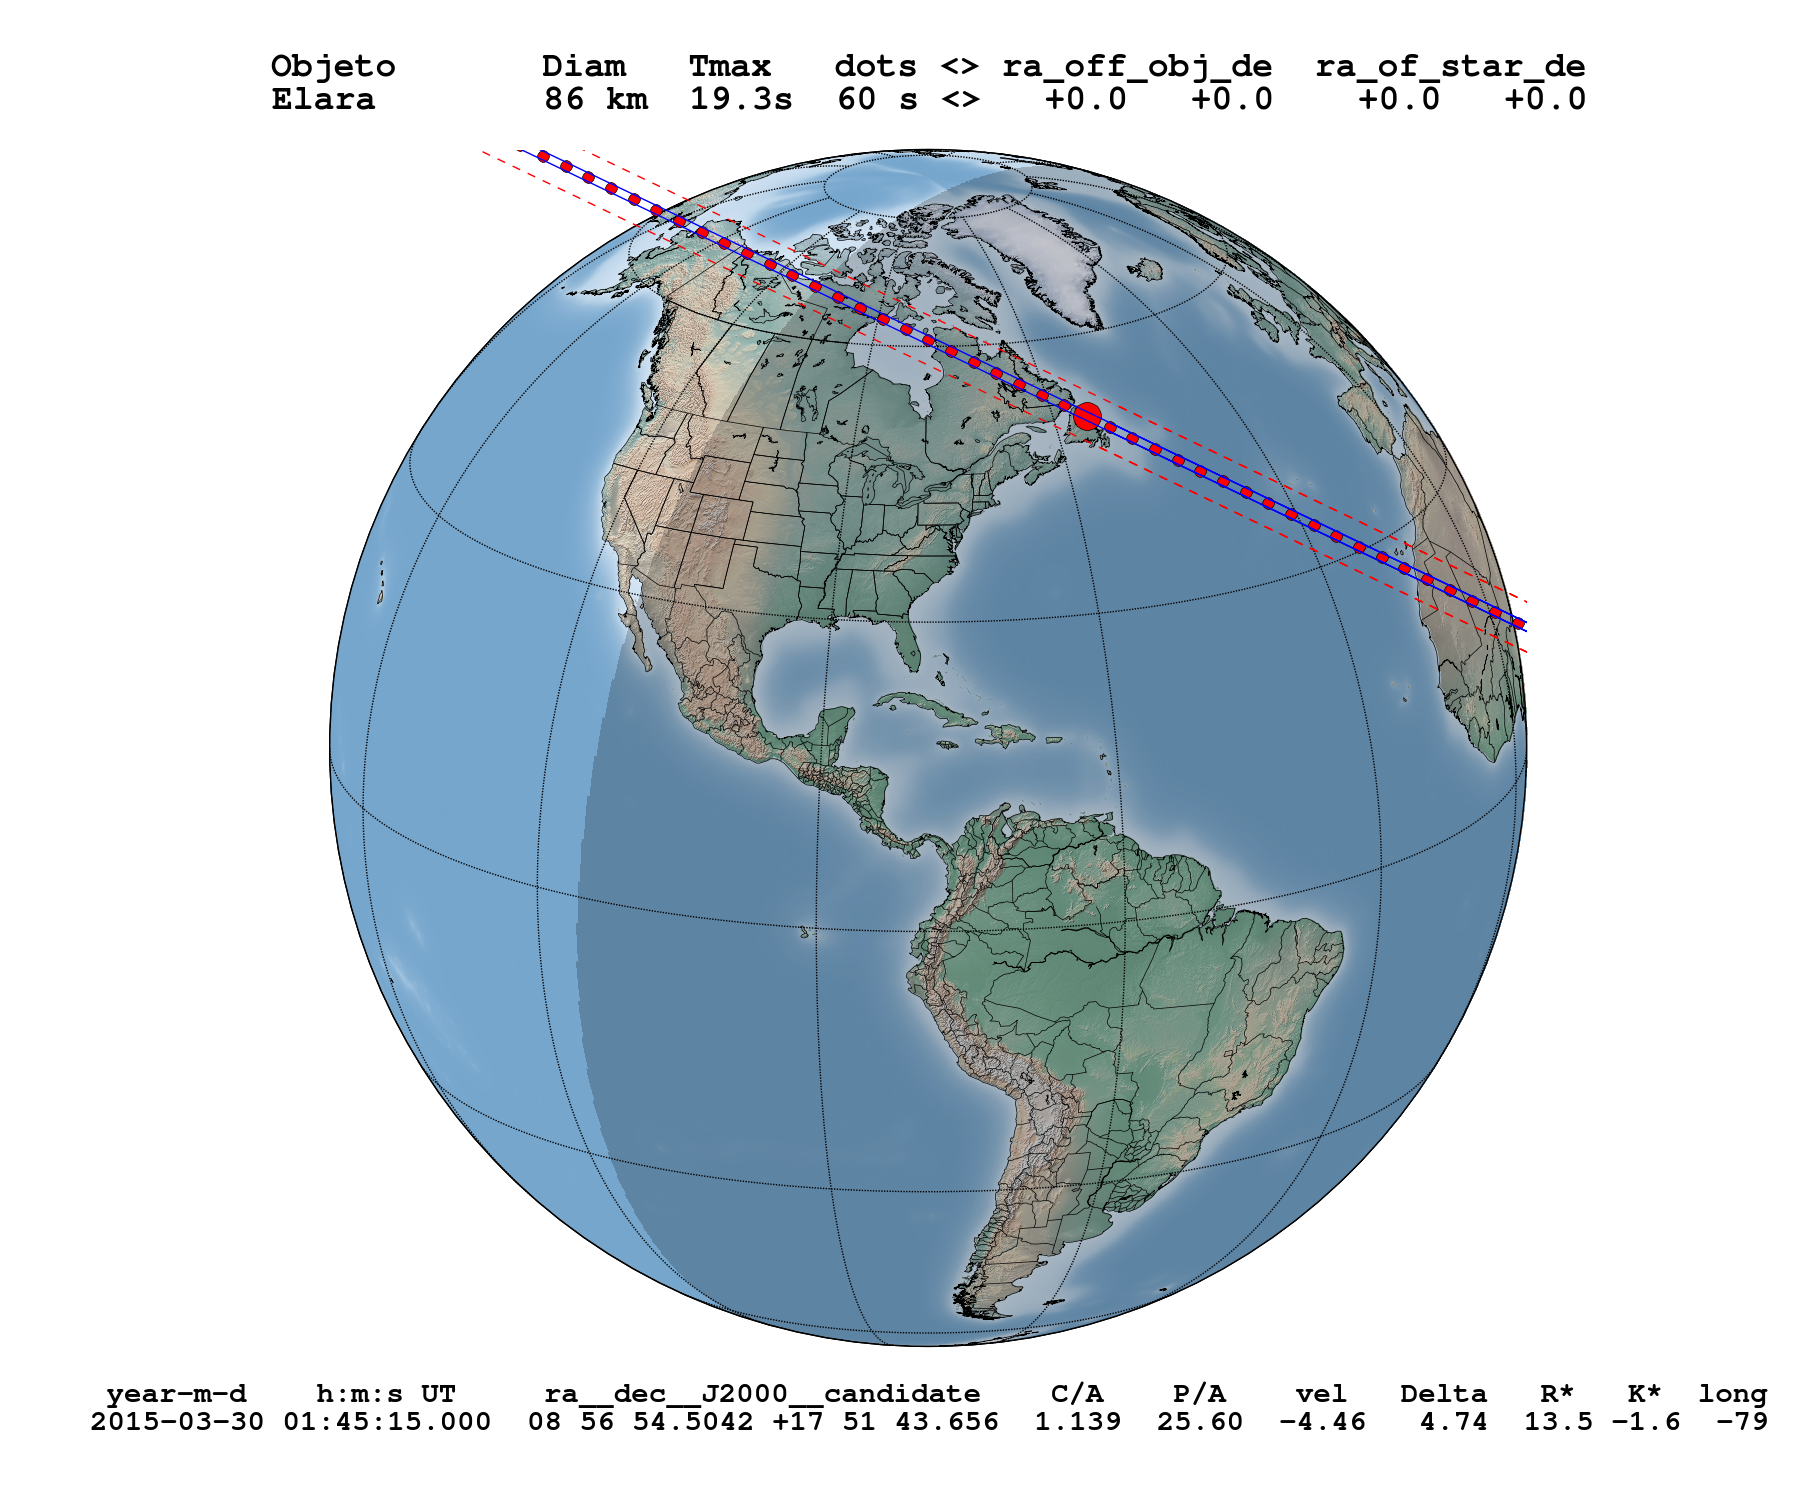 Objeto Diam Tmax dots <> ra_off_obj_de ra_of_star_de
Elara 86 km 19.3s 60 s <> +0.0 +0.0 +0.0 +0.0
year-m-d h:m:s UT ra__dec__J2000__candidate C/A P/A vel Delta R* K* long
2015-03-30 01:45:15.000 08 56 54.5042 +17 51 43.656 1.139 25.60 -4.46 4.74 13.5 -1.6 -79